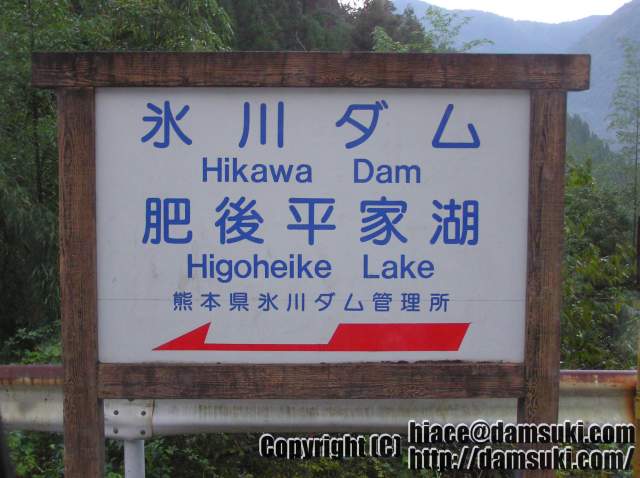 氷川ダム
Hikawa Dam
肥後平家湖
Higoheike Lake
熊本県氷川ダム管理所
Copyright (C) hiace@damsuki.com
http://damsuki.com/